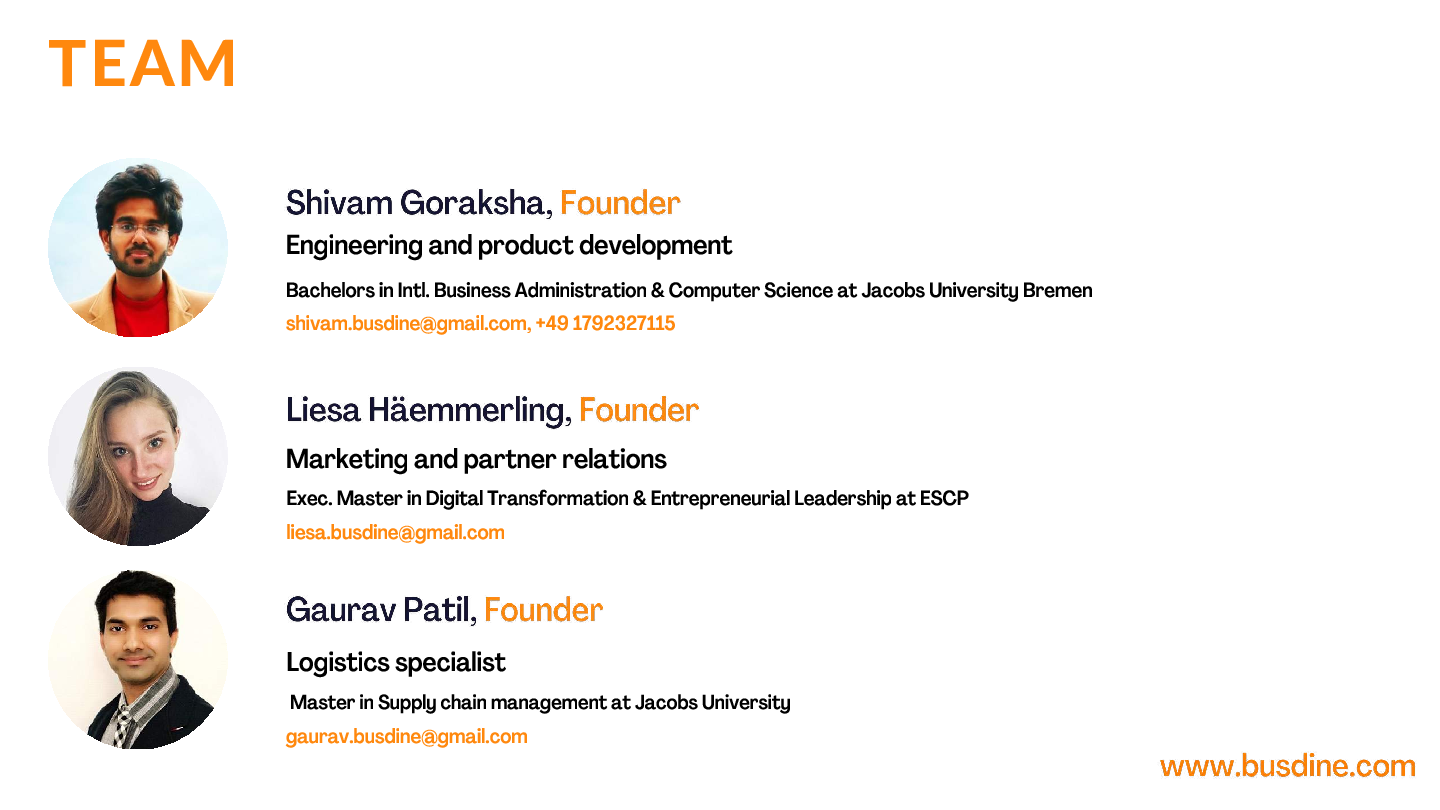 TEAM
Shivam Goraksha, Founder
Engineering and product development
Bachelors in Intl. Business Administration & Computer Science at Jacobs University Bremen
shivam.busdine@gmail.com, +49 1792327115
Liesa Häemmerling, Founder
Marketing and partner relations
Exec. Master in Digital Transformation & Entrepreneurial Leadership at ESCP
liesa.busdine@gmail.com
Gaurav Patil, Founder
Logistics specialist
Master in Supply chain management at Jacobs University
gaurav.busdine@gmail.com
www.busdine.com